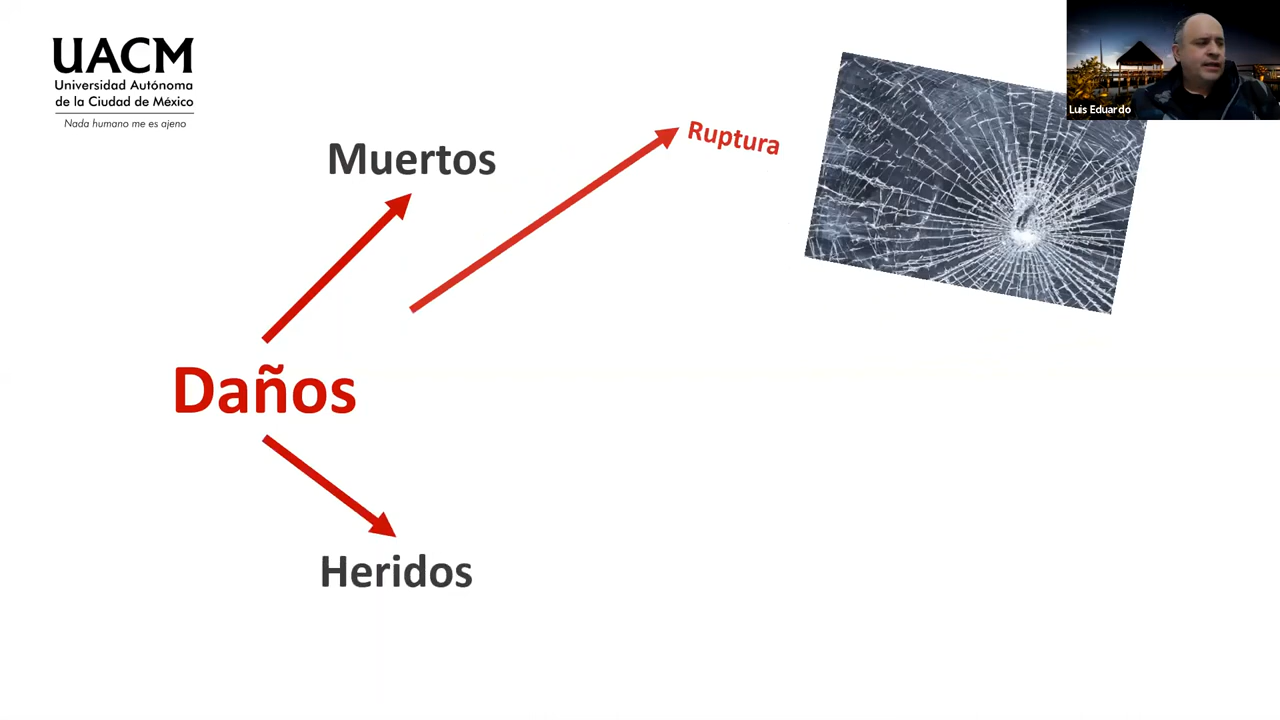 UACM
Universidad Autónoma
de la Ciudad de México
Nada humano me es ajeno
Luis Eduardo
Ruptura
Muertos
Daños
Heridos